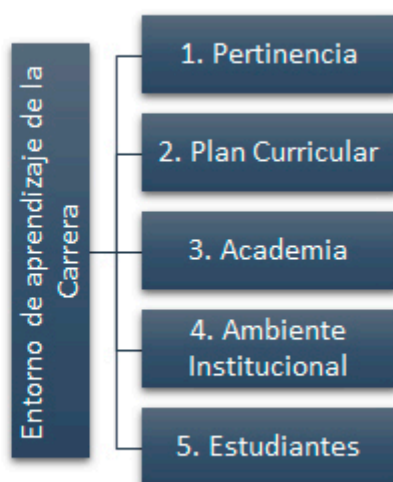 Entorno de aprendizaje de la
Carrera
1. Pertinencia
2. Plan Curricular
3. Academia
4. Ambiente
Institucional
5. Estudiantes